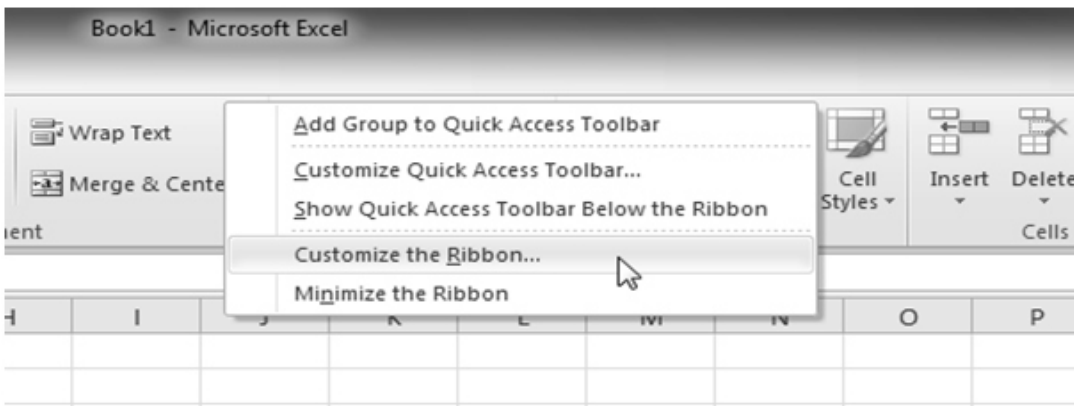 Book1 - Microsoft Excel
Wrap Text
Merge & Cente
ent
Add Group to Quick Access Toolbar
Customize Quick Access Toolbar...
Show Quick Access Toolbar Below the Ribbon
Customize the Ribbon...
Minimize the Ribbon
Cell
Styles
Insert
Delete
Cells
H I J K L M N O P